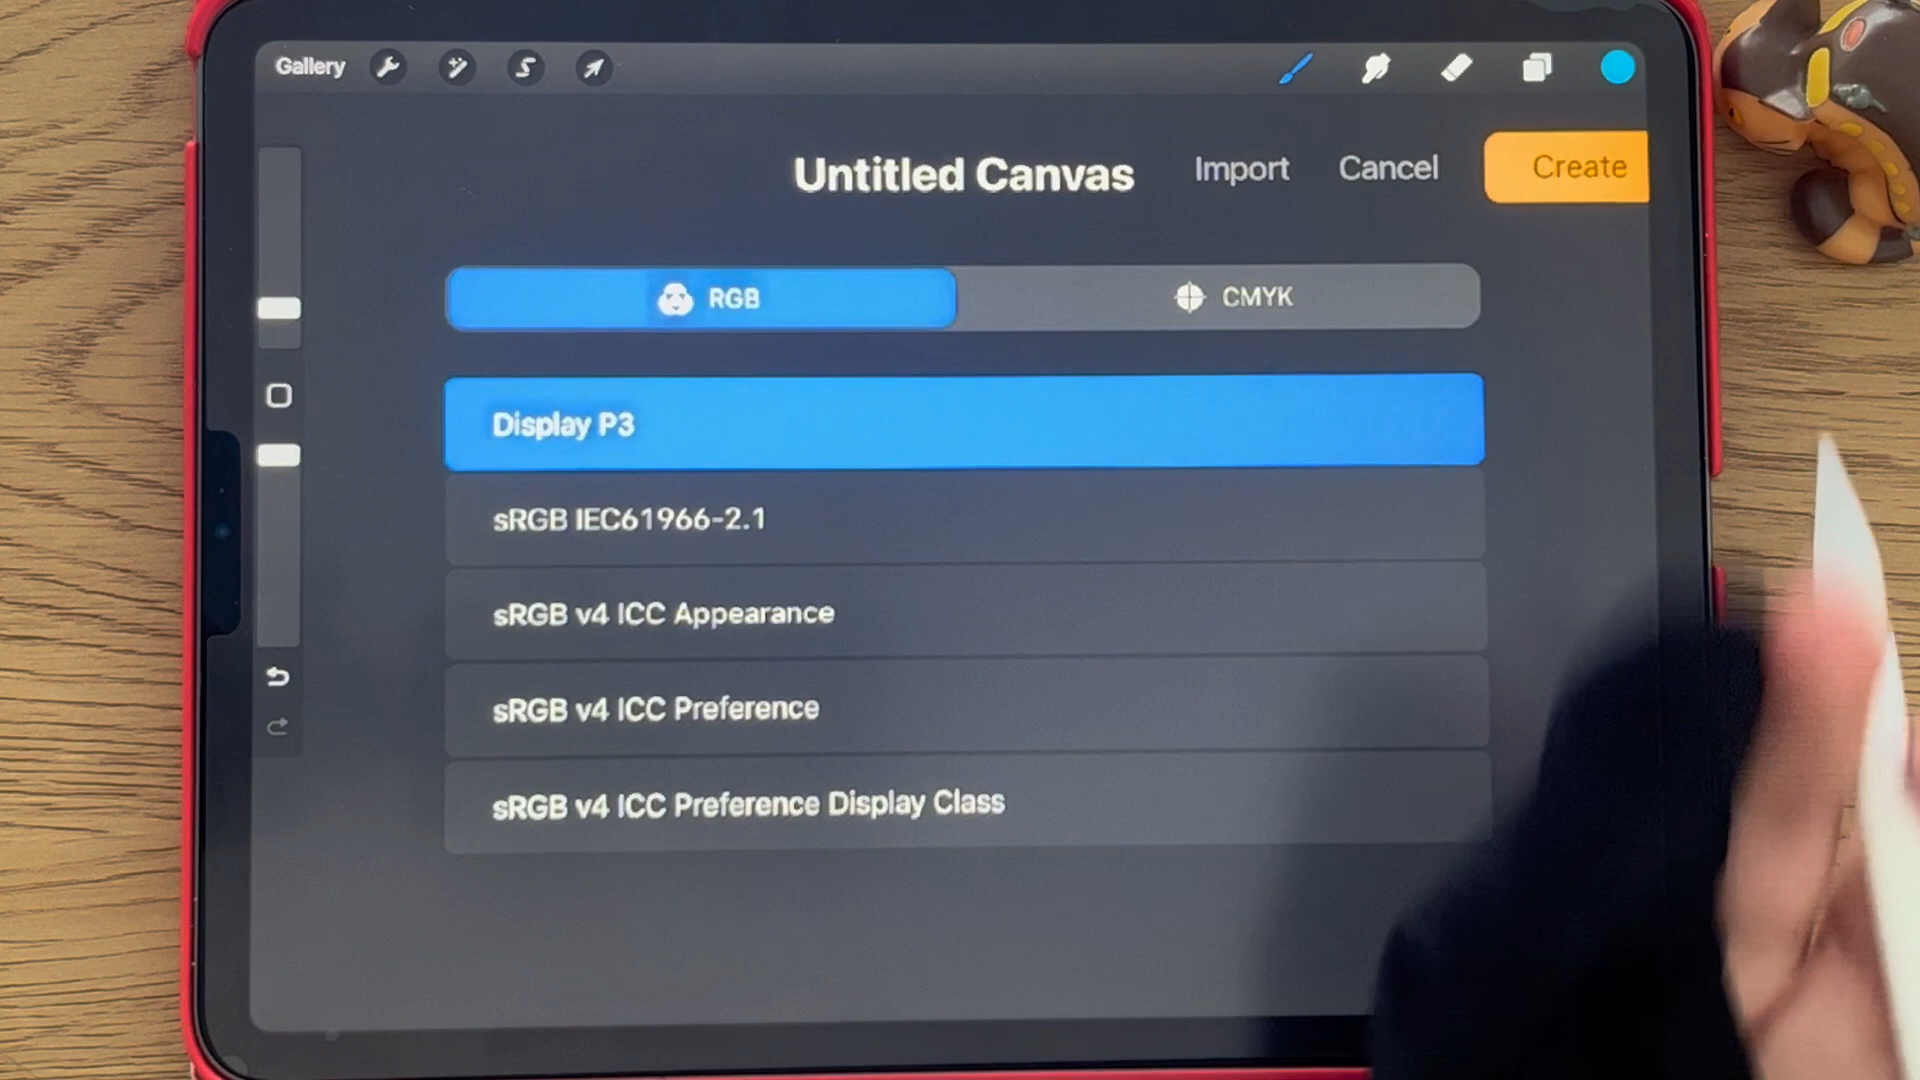 Gallery
Untitled Canvas
Import
Cancel
Create
RGB
CMYK
Display P3
sRGB IEC61966-2.1
sRGB v4 ICC Appearance
sRGB v4 ICC Preference
sRGB v4 ICC Preference Display Class